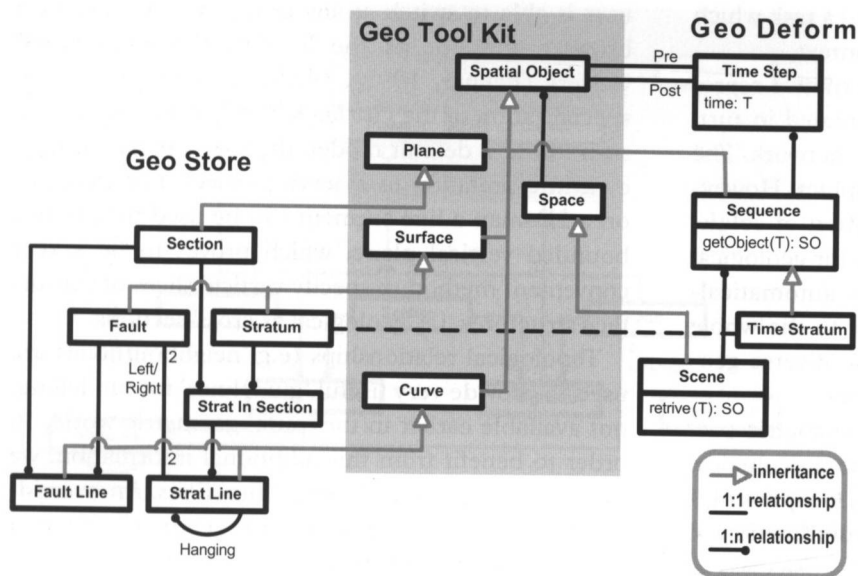 Geo Tool Kit
Geo Deform
Geo Store
Spatial Object
Pre
Post
Time Step
time: T
Plane
Space
Sequence
getObject(T): SO
Section
Surface
Fault
Stratum
Time Stratum
2
Left/
Right
Strat In Section
Curve
Scene
retrive(T): SO
2
Fault Line
Strat Line
Hanging
inheritance
1:1 relationship
1:n relationship